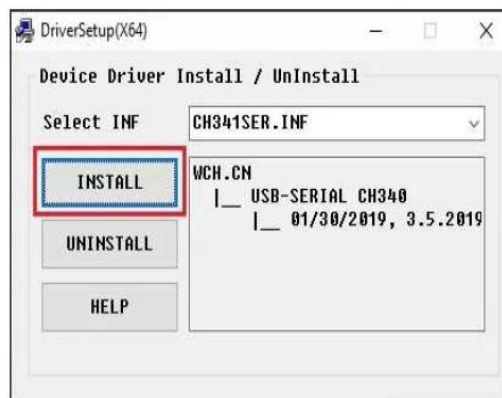 DriverSetup(X64)
Device Driver Install / UnInstall
Select INF
CH341SER.INF
INSTALL
UNINSTALL
HELP
WCH.CN
|__ USB-SERIAL CH340
|__ 01/30/2019, 3.5.2019